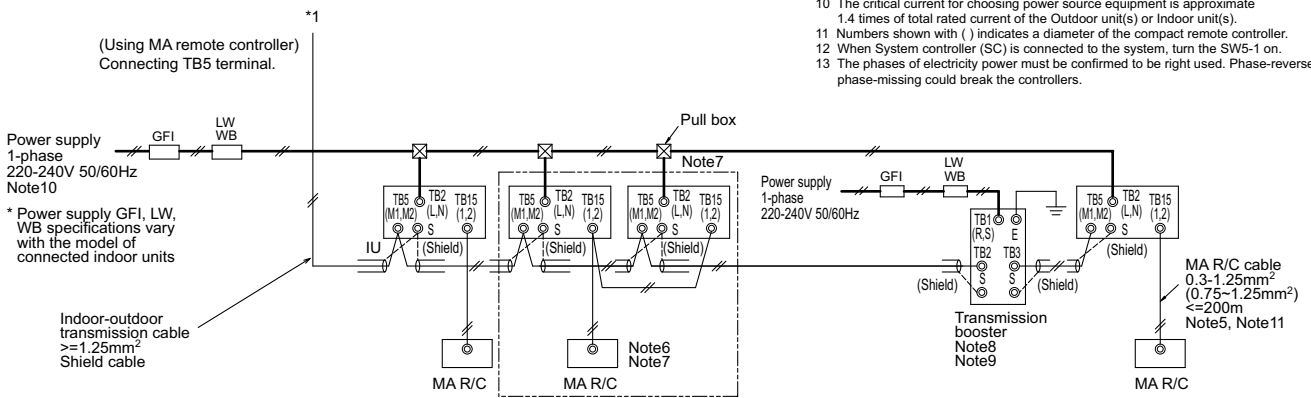 10 The critical current for choosing power source equipment is approximate
1.4 times of total rated current of the Outdoor unit(s) or Indoor unit(s).
11 Numbers shown with ( ) indicates a diameter of the compact remote controller.
12 When System controller (SC) is connected to the system, turn the SW5-1 on.
13 The phases of electricity power must be confirmed to be right used. Phase-reverse
phase-missing could break the controllers.
*1
(Using MA remote controller)
Connecting TB5 terminal.
Pull box
Power supply
1-phase
220-240V 50/60Hz
Note10
GFI
LW
WB
* Power supply GFI, LW,
WB specifications vary
with the model of
connected indoor units
Note7
Power supply
1-phase
220-240V 50/60Hz
GFI
LW
WB
TB5
(M1,M2)
TB2
(L,N)
TB15
(1,2)
S
(Shield)
IU
TB5
(M1,M2)
TB2
(L,N)
TB15
(1,2)
S
(Shield)
TB5
(M1,M2)
TB2
(L,N)
TB15
(1,2)
S
(Shield)
TB1
(R,S)
E
TB2
TB3
S
S
(Shield)
(Shield)
TB5
(M1,M2)
TB2
(L,N)
TB15
(1,2)
S
(Shield)
Indoor-outdoor
transmission cable
>=1.25mm²
Shield cable
MA R/C
Note6
Note7
MA R/C
Transmission
booster
Note8
Note9
MA R/C cable
0.3-1.25mm²
(0.75~1.25mm²)
<=200m
Note5, Note11
MA R/C